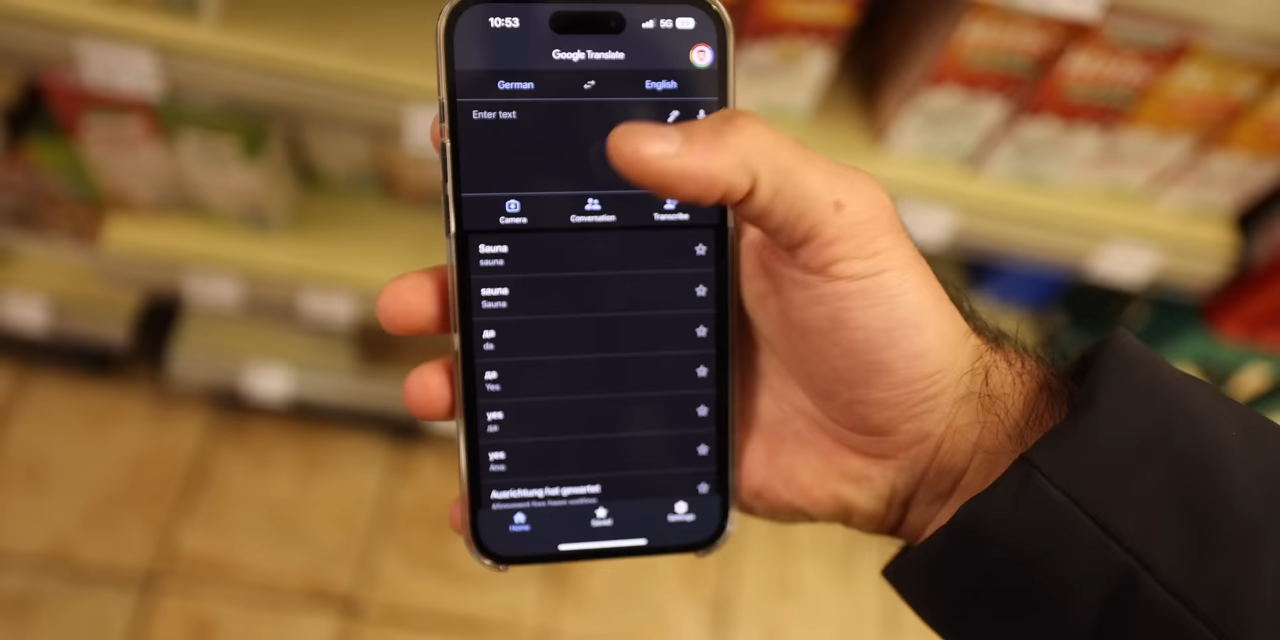 10:53
5G
Google Translate
German
English
Enter text
Camera
Conversation
Transcribe
Sauna
sauna
sauna
Sauna
да
da
да
Yes
yes
да
yes
Ano
Ausrichtung hat gewartet
Home
Saved
Settings